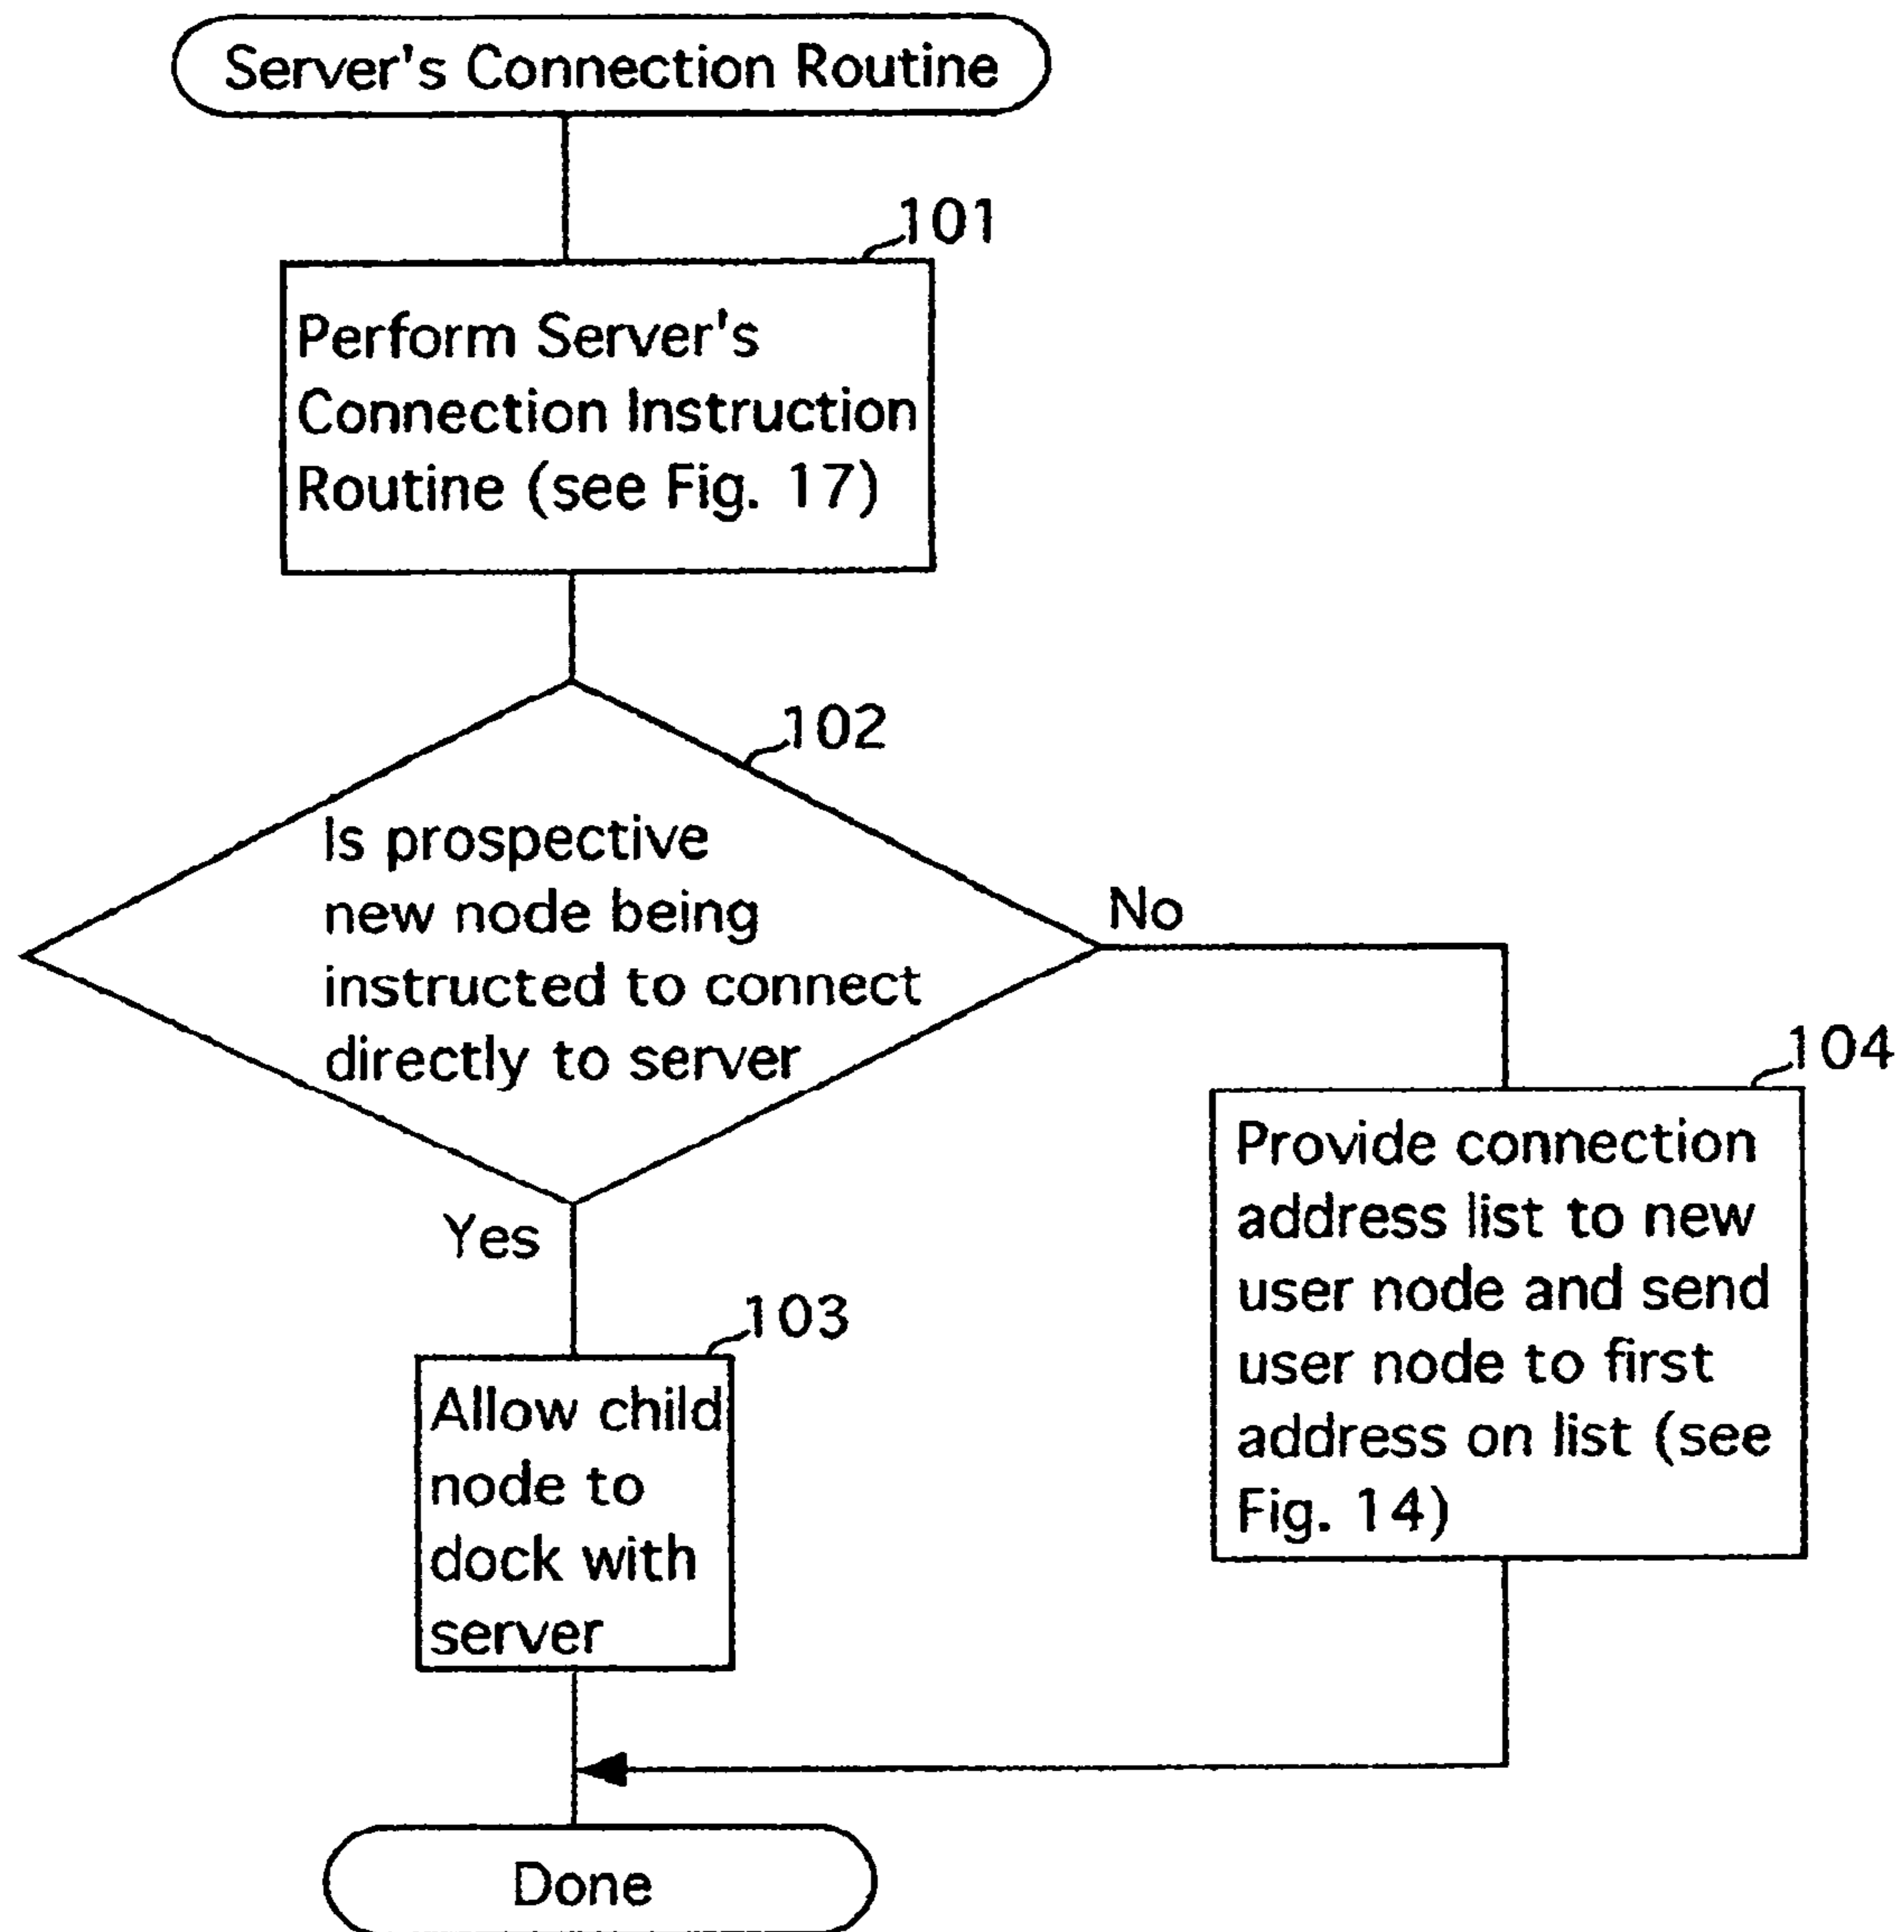 Server's Connection Routine
101
Perform Server's
Connection Instruction
Routine (see Fig. 17)
102
Is prospective
new node being
instructed to connect
directly to server
No
Yes
104
Provide connection
address list to new
user node and send
user node to first
address on list (see
Fig. 14)
103
Allow child
node to
dock with
server
Done